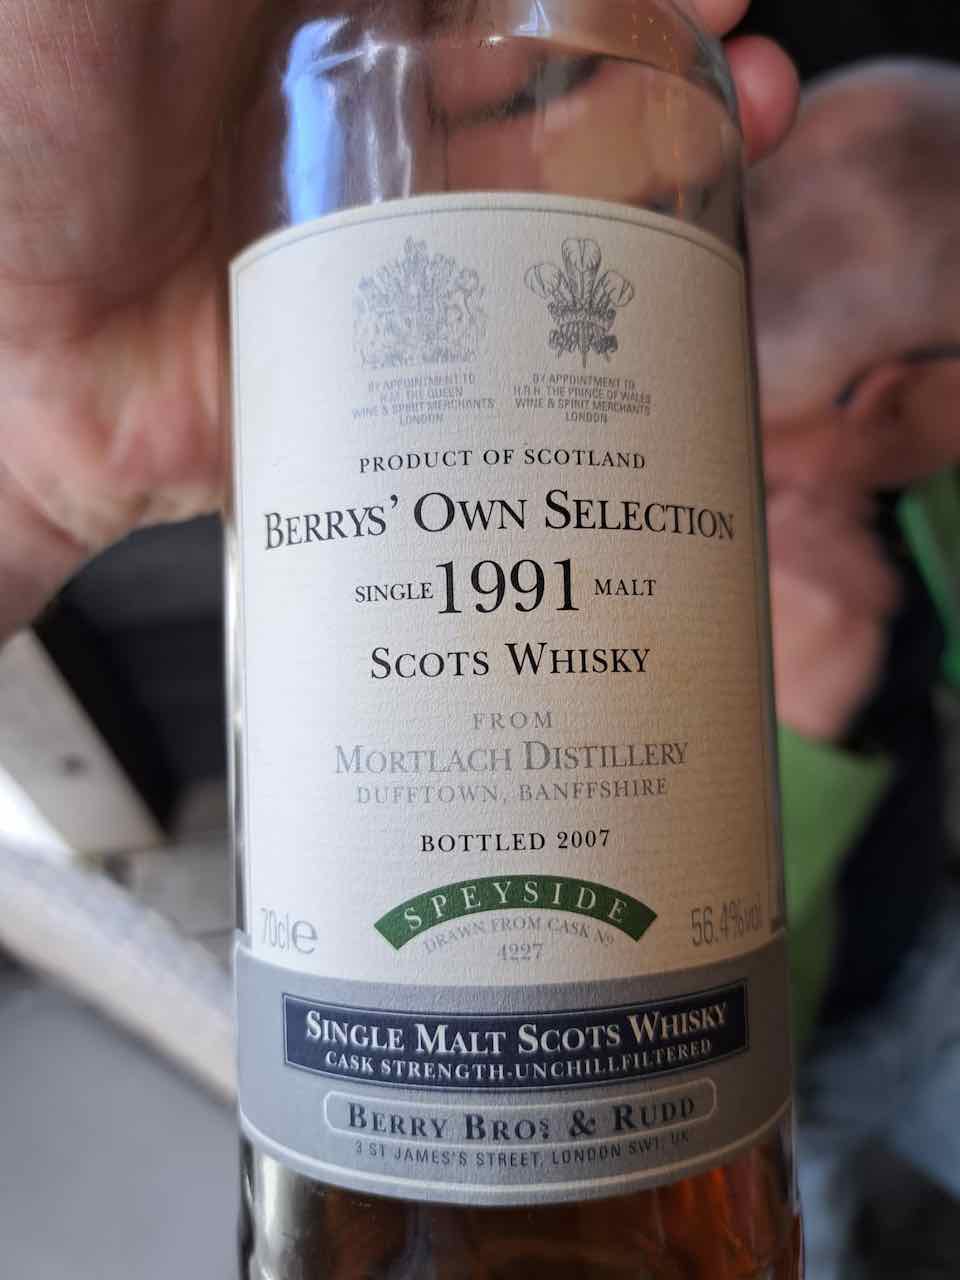 BY APPOINTMENT TO
H.M. THE QUEEN
WINE & SPIRIT MERCHANTS
LONDON
BY APPOINTMENT TO
H.R.H. THE PRINCE OF WALES
WINE & SPIRIT MERCHANTS
LONDON
PRODUCT OF SCOTLAND
BERRYS' OWN SELECTION
SINGLE 1991 MALT
SCOTS WHISKY
FROM
MORTLACH DISTILLERY
DUFFTOWN, BANFFSHIRE
BOTTLED 2007
SPEYSIDE
70cl e
DRAWN FROM CASK No
4227
56.4%vol
SINGLE MALT SCOTS WHISKY
CASK STRENGTH-UNCHILLFILTERED
BERRY BROS & RUDD
3 ST JAMES'S STREET, LONDON SW1, UK